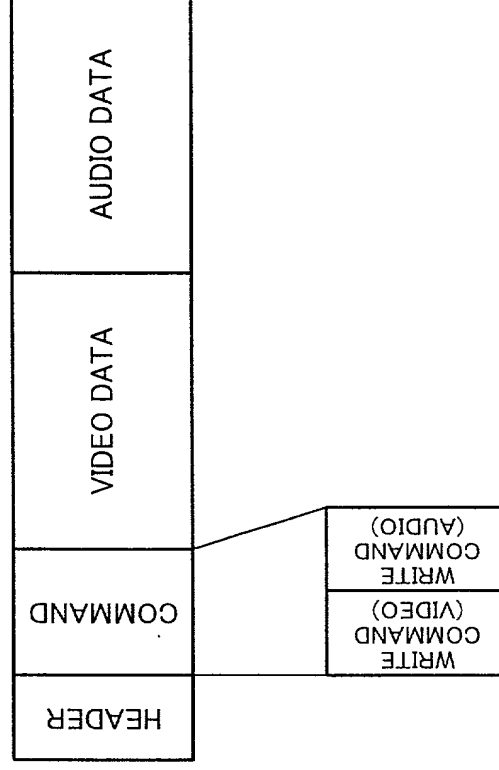 HEADER
COMMAND
VIDEO DATA
AUDIO DATA
WRITE
COMMAND
(VIDEO)
WRITE
COMMAND
(AUDIO)